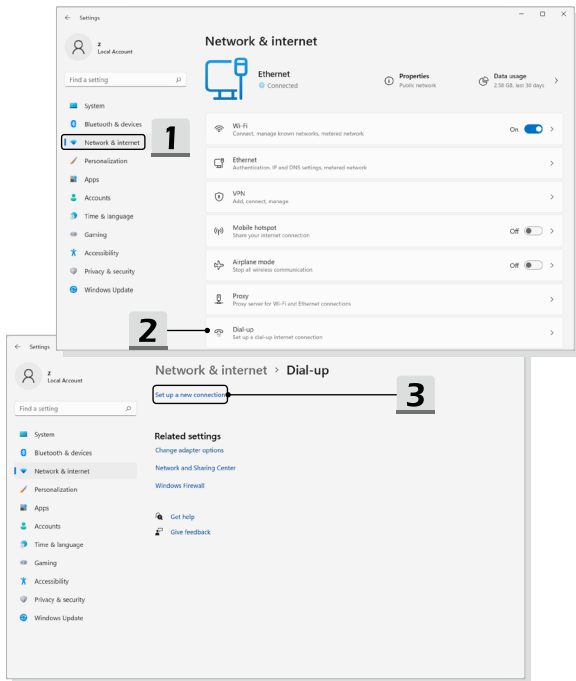 Settings
z
Local Account
Find a setting
System
Bluetooth & devices
Network & internet
Personalization
Apps
Accounts
Time & language
Gaming
Accessibility
Privacy & security
Windows Update
1
Network & internet
Ethernet
Connected
Properties
Public network
Data usage
2.58 GB, last 30 days
Wi-Fi
Connect, manage known networks, metered network
On
Ethernet
Authentication, IP and DNS settings, metered network
VPN
Add, connect, manage
Mobile hotspot
Share your internet connection
Off
Airplane mode
Stop all wireless communication
Off
Proxy
Proxy server for Wi-Fi and Ethernet connections
2
Dial-up
Set up a dial-up internet connection
Settings
z
Local Account
Find a setting
System
Bluetooth & devices
Network & internet
Personalization
Apps
Accounts
Time & language
Gaming
Accessibility
Privacy & security
Windows Update
Network & internet > Dial-up
Set up a new connection
3
Related settings
Change adapter options
Network and Sharing Center
Windows Firewall
Get help
Give feedback